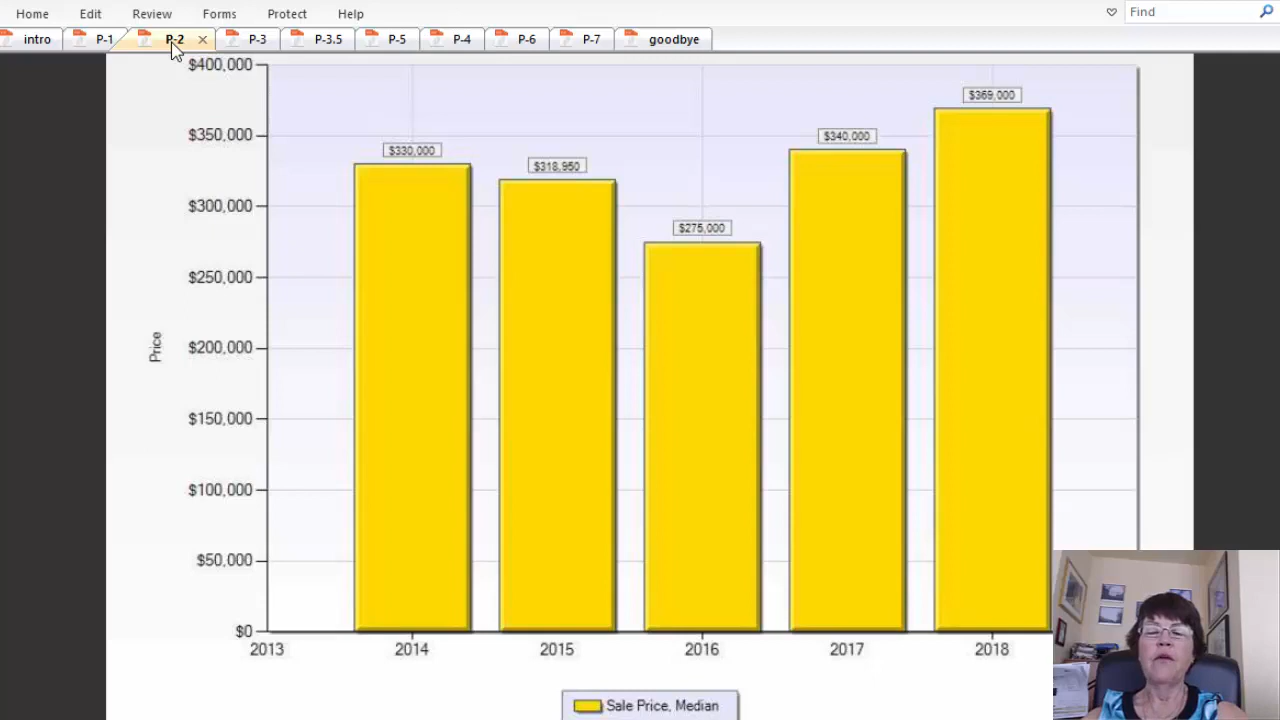 Home Edit Review Forms Protect Help Find
intro P-1 P-2 P-3 P-3.5 P-5 P-4 P-6 P-7 goodbye
$400,000
$369,000
$350,000
$340,000
$330,000
$318,950
$300,000
$275,000
$250,000
$200,000
Price
$150,000
$100,000
$50,000
$0
2013 2014 2015 2016 2017 2018
Sale Price, Median